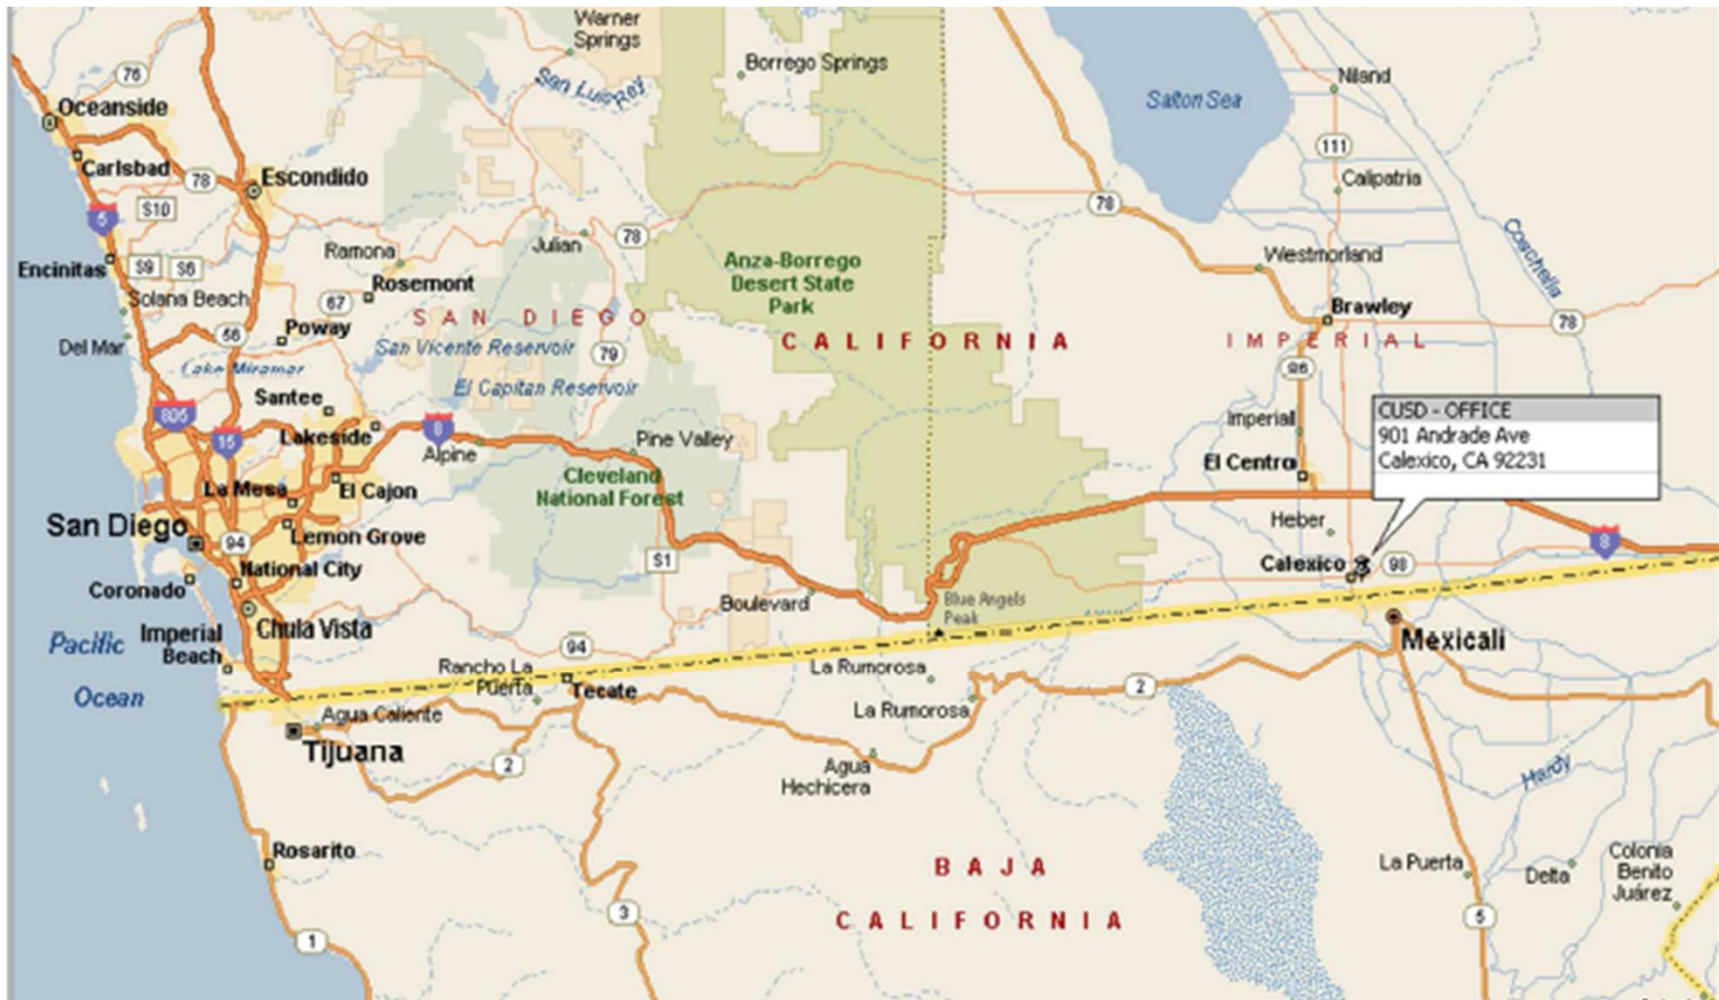 Warner
Springs
Borrego Springs
San Luis Rey
Salton Sea
Niland
76
Oceanside
111
Carlsbad
78
Escondido
Calipatria
S10
5
78
78
Coachella
Ramona
Julian
Encinitas
S9
S6
Rosemont
Anza-Borrego
Desert State
Park
Westmorland
Solana Beach
67
Brawley
78
SAN DIEGO
56
Poway
CALIFORNIA
IMPERIAL
Del Mar
San Vicente Reservoir
79
Lake Miramar
El Capitan Reservoir
86
Santee
805
15
Lakeside
8
Alpine
Pine Valley
Imperial
CUSD - OFFICE
901 Andrade Ave
Calexico, CA 92231
El Centro
Cleveland
National Forest
La Mesa
El Cajon
San Diego
94
Lemon Grove
Heber
8
S1
Calexico
98
National City
Coronado
Boulevard
Blue Angels
Peak
Chula Vista
Pacific
Ocean
Imperial
Beach
94
Mexicali
Rancho La
Puerta
Tecate
La Rumorosa
2
La Rumorosa
Agua Caliente
Tijuana
2
Agua
Hechicera
Hardy
Rosarito
BAJA
CALIFORNIA
La Puerta
Delta
Colonia
Benito
Juárez
3
5
1